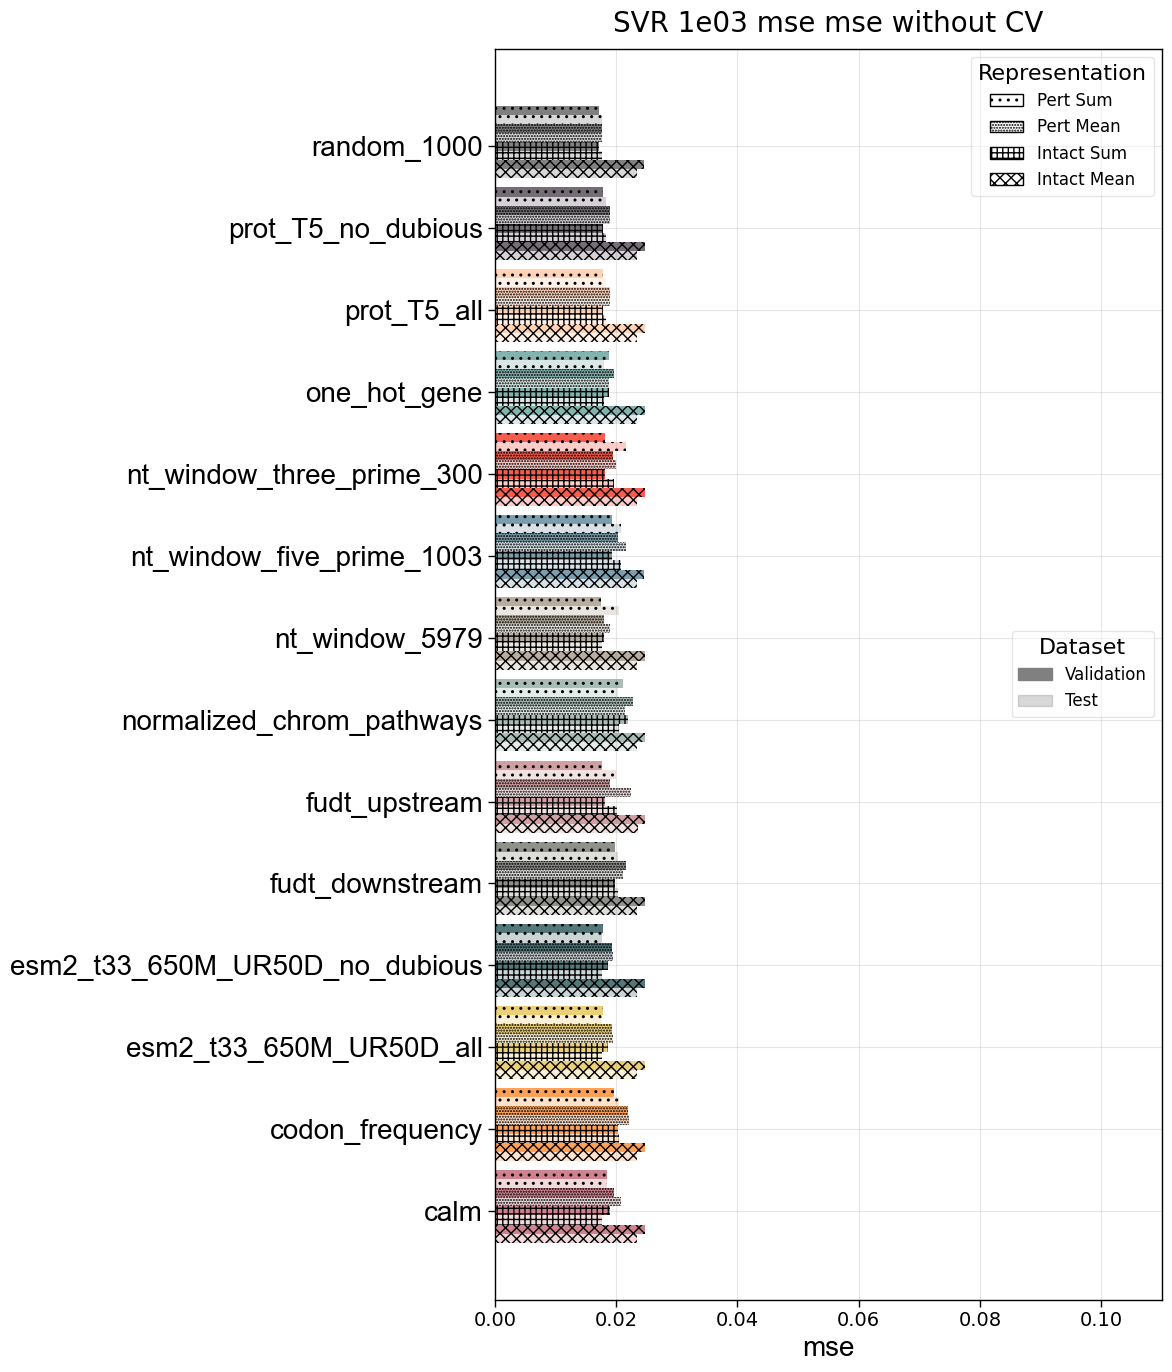 SVR 1e03 mse mse without CV
Representation
Pert Sum
Pert Mean
Intact Sum
Intact Mean
random_1000
prot_T5_no_dubious
prot_T5_all
one_hot_gene
nt_window_three_prime_300
nt_window_five_prime_1003
nt_window_5979
Dataset
Validation
Test
normalized_chrom_pathways
fudt_upstream
fudt_downstream
esm2_t33_650M_UR50D_no_dubious
esm2_t33_650M_UR50D_all
codon_frequency
calm
0.00 0.02 0.04 0.06 0.08 0.10
mse